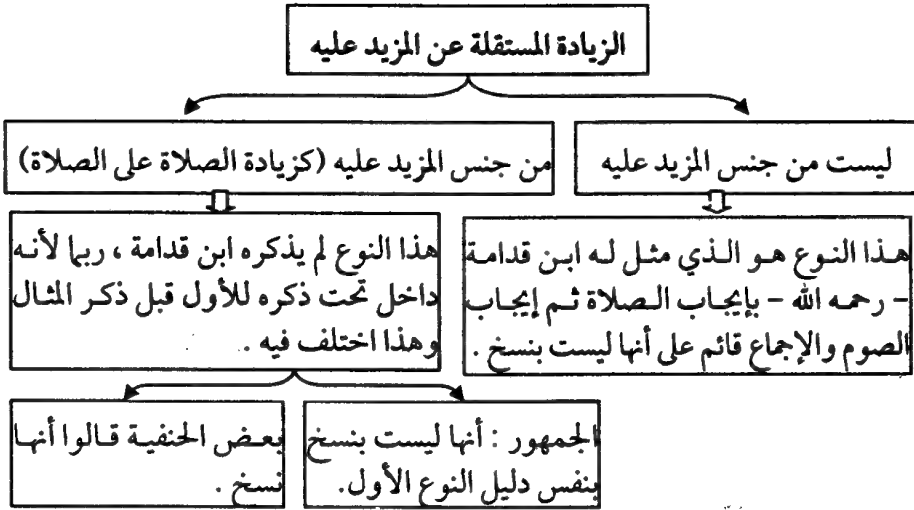 الزيادة المستقلة عن المزيد عليه
ليست من جنس المزيد عليه
من جنس المزيد عليه (كزيادة الصلاة على الصلاة)
هذا النوع هو الذي مثل له ابن قدامة
- رحمه الله - بإيجاب الصلاة ثم إيجاب
الصوم والإجماع قائم على أنها ليست بنسخ .
هذا النوع لم يذكره ابن قدامة ، ربما لأنه
داخل تحت ذكره للأول قبل ذكر المثال
وهذا اختلف فيه .
الجمهور : أنها ليست بنسخ
بنفس دليل النوع الأول.
بعض الحنفية قالوا أنها
نسخ .